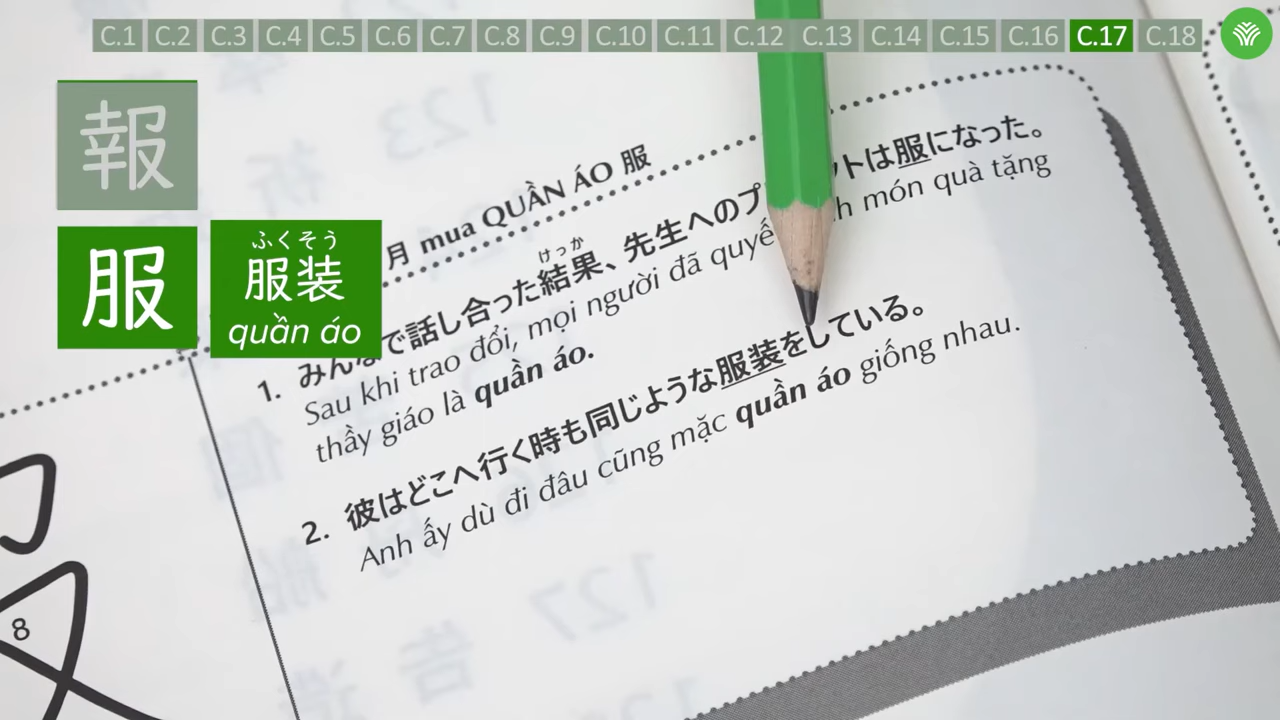 C.1 C.2 C.3 C.4 C.5 C.6 C.7 C.8 C.9 C.10 C.11 C.12 C.13 C.14 C.15 C.16 C.17 C.18
報
服
ふくそう
服装
quần áo
月 mua QUẦN ÁO 服
けっか
1. みんなで話し合った結果、先生へのプ ットは服になった。
Sau khi trao đổi, mọi người đã quyế h món quà tặng
thầy giáo là quần áo.
2. 彼はどこへ行く時も同じような服装をしている。
Anh ấy dù đi đâu cũng mặc quần áo giống nhau.
8
123
127